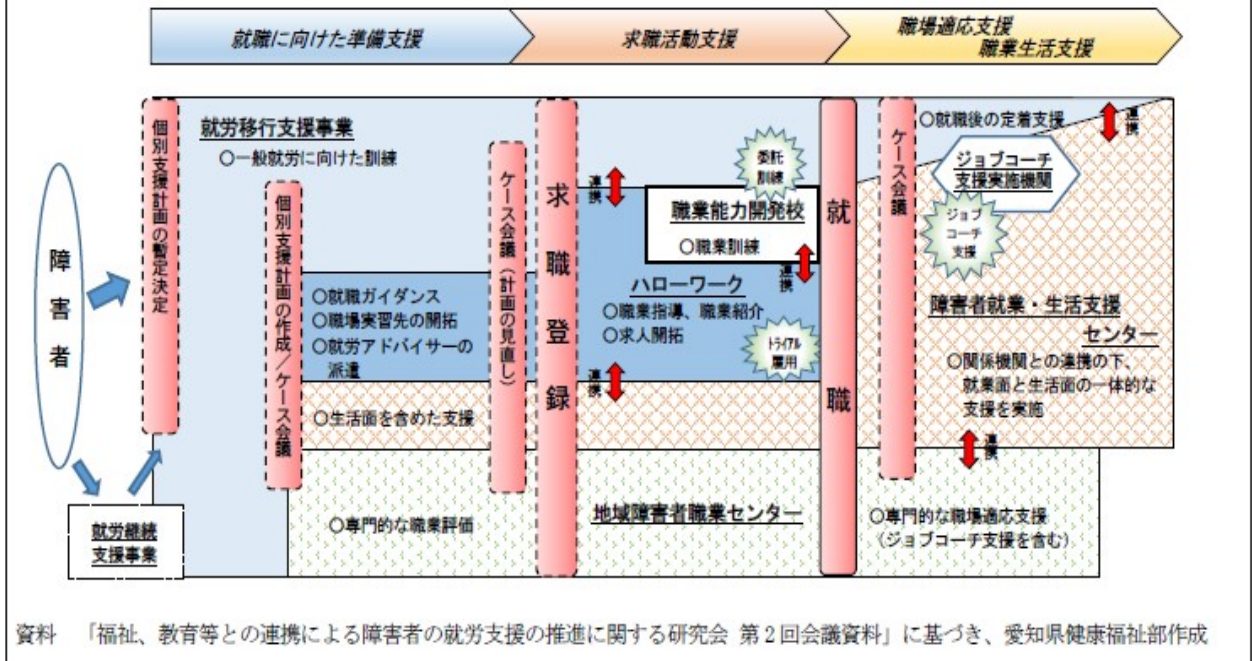 就職に向けた準備支援
求職活動支援
職場適応支援
職業生活支援
障害者
個別支援計画の暫定決定
就労継続
支援事業
就労移行支援事業
○一般就労に向けた訓練
個別支援計画の作成／ケース会議
○就職ガイダンス
○職場実習先の開拓
○就労アドバイザーの
派遣
○生活面を含めた支援
○専門的な職業評価
ケース会議（計画の見直し）
求職登録
連携
委託
訓練
職業能力開発校
○職業訓練
連携
ハローワーク
○職業指導、職業紹介
○求人開拓
トライアル
雇用
連携
地域障害者職業センター
就職
ケース会議
○就職後の定着支援
連携
ジョブコーチ
支援実施機関
ジョブ
コーチ
支援
障害者就業・生活支援
センター
○関係機関との連携の下、
就業面と生活面の一体的な
支援を実施
連携
○専門的な職場適応支援
（ジョブコーチ支援を含む）
資料　「福祉、教育等との連携による障害者の就労支援の推進に関する研究会 第２回会議資料」に基づき、愛知県健康福祉部作成